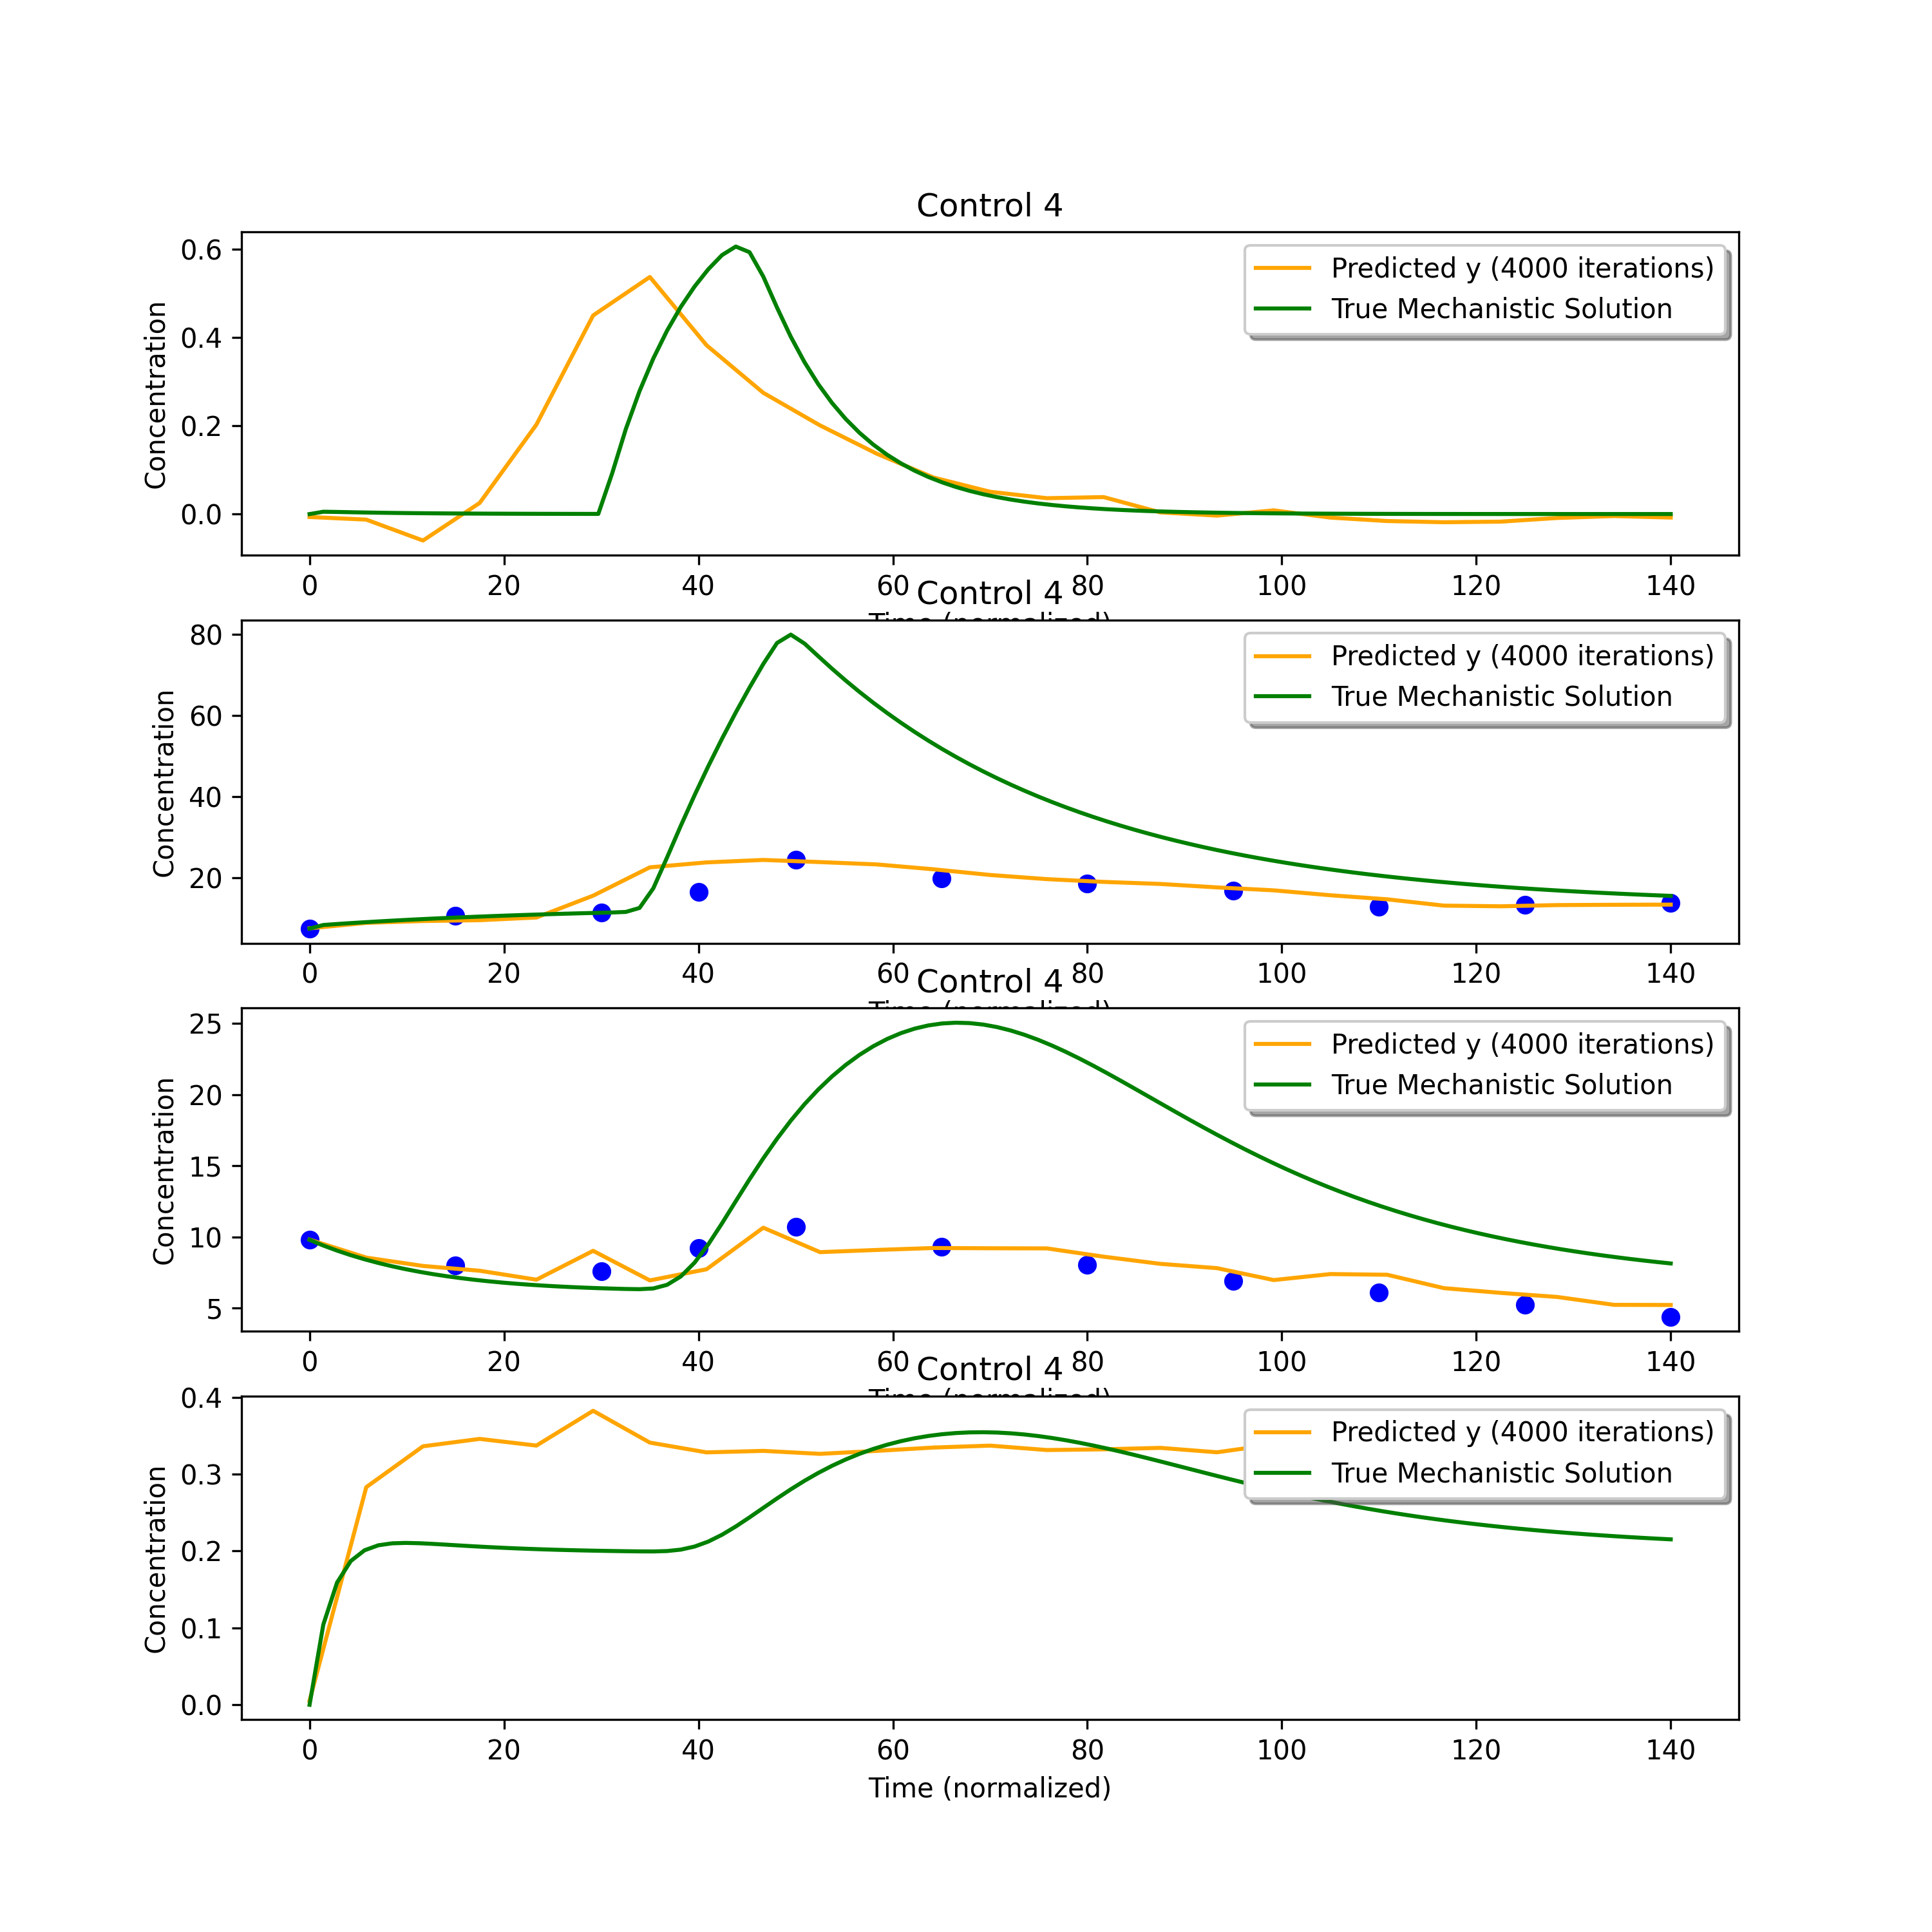 Control 4
Concentration
0.6
0.4
0.2
0.0
Predicted y (4000 iterations)
True Mechanistic Solution
0 20 40 60 80 100 120 140
Control 4
Concentration
80
60
40
20
Predicted y (4000 iterations)
True Mechanistic Solution
0 20 40 60 80 100 120 140
Control 4
Concentration
25
20
15
10
5
Predicted y (4000 iterations)
True Mechanistic Solution
0 20 40 60 80 100 120 140
Control 4
Concentration
0.4
0.3
0.2
0.1
0.0
Predicted y (4000 iterations)
True Mechanistic Solution
0 20 40 60 80 100 120 140
Time (normalized)